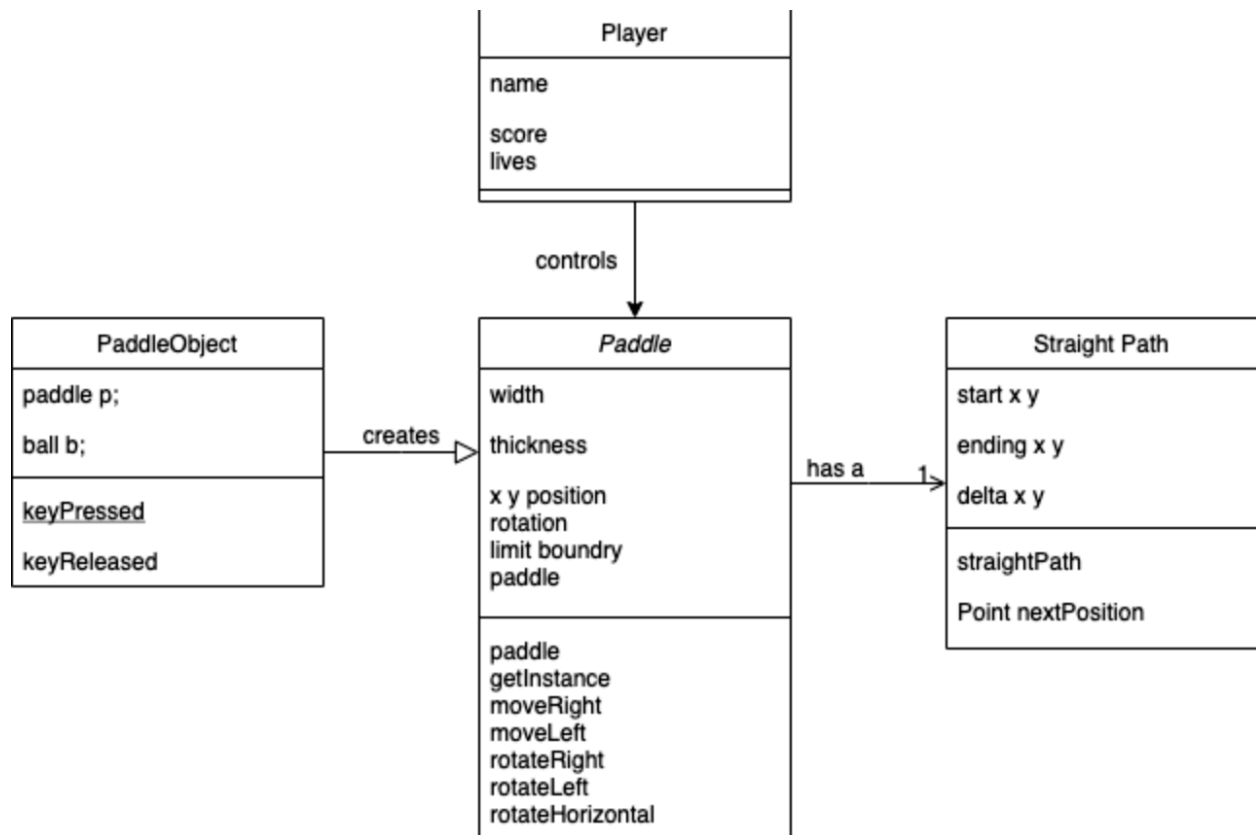 Player
name
score
lives
controls
PaddleObject
paddle p;
ball b;
keyPressed
keyReleased
creates
Paddle
width
thickness
x y position
rotation
limit boundry
paddle
paddle
getInstance
moveRight
moveLeft
rotateRight
rotateLeft
rotateHorizontal
has a
1
Straight Path
start x y
ending x y
delta x y
straightPath
Point nextPosition